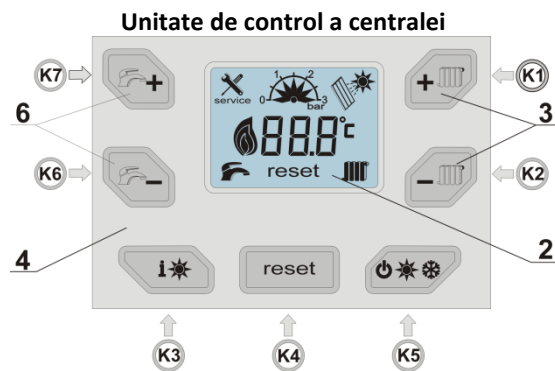 Unitate de control a centralei
K7 + + K1
service 0 1 2 3 bar
6 3
88.8°c
K6 - reset - K2
4 2
i reset
K3 K4 K5